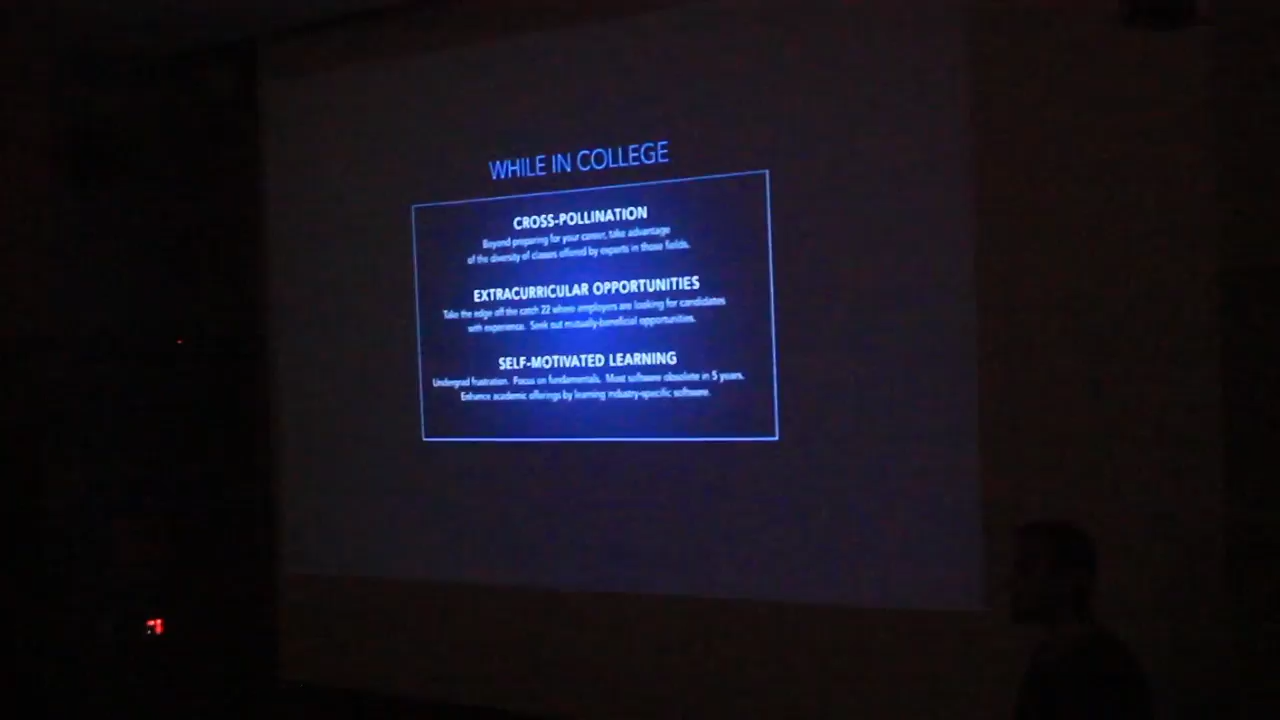 WHILE IN COLLEGE
CROSS-POLLINATION
Beyond preparing for your career, take advantage
of the diversity of classes offered by experts in those fields.
EXTRACURRICULAR OPPORTUNITIES
Take the edge off the catch 22 where employers are looking for candidates
with experience. Seek out mutually-beneficial opportunities.
SELF-MOTIVATED LEARNING
Undergrad frustration. Focus on fundamentals. Most software obsolete in 5 years.
Enhance academic offerings by learning industry-specific software.